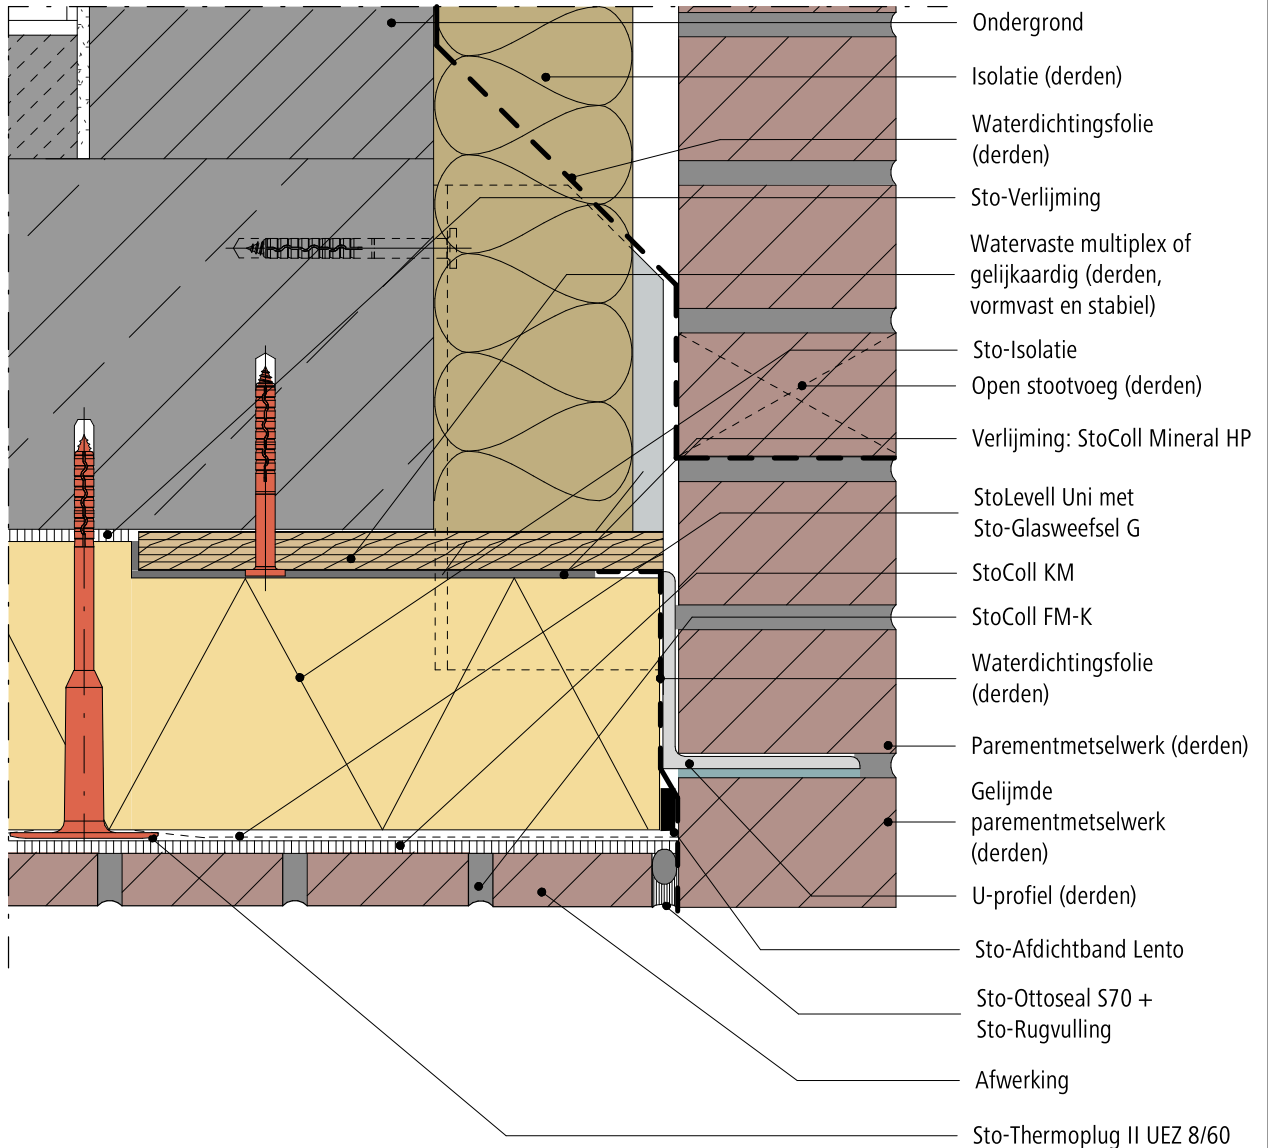 Ondergrond
Isolatie (derden)
Waterdichtingsfolie
(derden)
Sto-Verlijming
Watervaste multiplex of
gelijkaardig (derden,
vormvast en stabiel)
Sto-Isolatie
Open stootvoeg (derden)
Verlijming: StoColl Mineral HP
StoLevell Uni met
Sto-Glasweefsel G
StoColl KM
StoColl FM-K
Waterdichtingsfolie
(derden)
Parementmetselwerk (derden)
Gelijmde
parementmetselwerk
(derden)
U-profiel (derden)
Sto-Afdichtband Lento
Sto-Ottoseal S70 +
Sto-Rugvulling
Afwerking
Sto-Thermoplug II UEZ 8/60